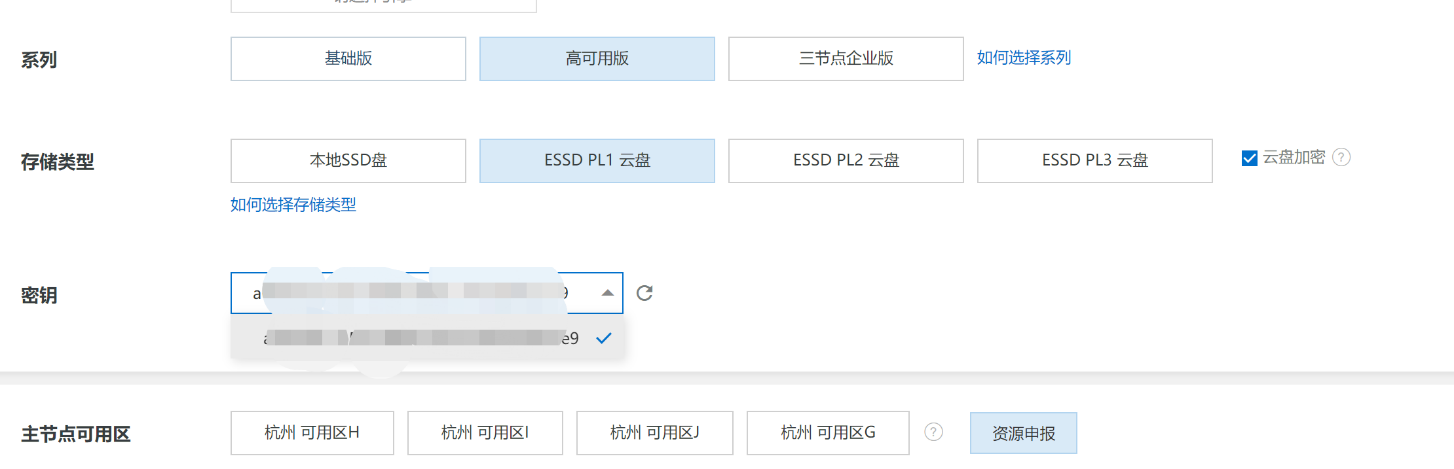 系列
基础版
高可用版
三节点企业版
如何选择系列
存储类型
本地SSD盘
ESSD PL1 云盘
ESSD PL2 云盘
ESSD PL3 云盘
云盘加密
?
如何选择存储类型
密钥
主节点可用区
杭州 可用区H
杭州 可用区I
杭州 可用区J
杭州 可用区G
?
资源申报